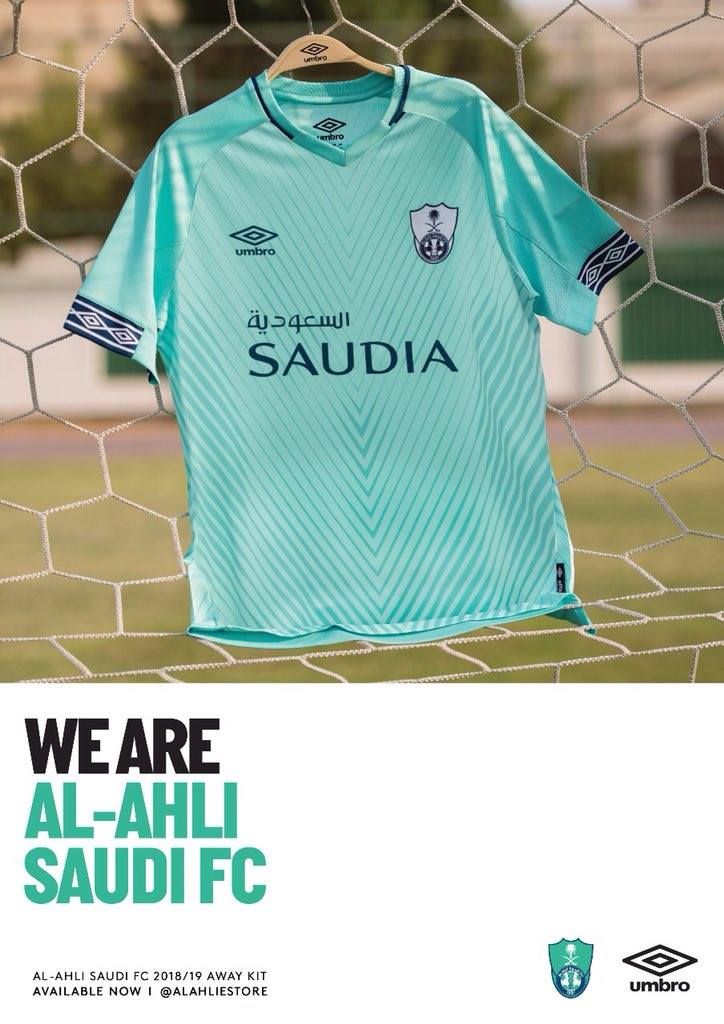 umbro
umbro
umbro
السعودية
SAUDIA
WE ARE
AL-AHLI
SAUDI FC
AL-AHLI SAUDI FC 2018/19 AWAY KIT
AVAILABLE NOW I @ALAHLIESTORE
umbro